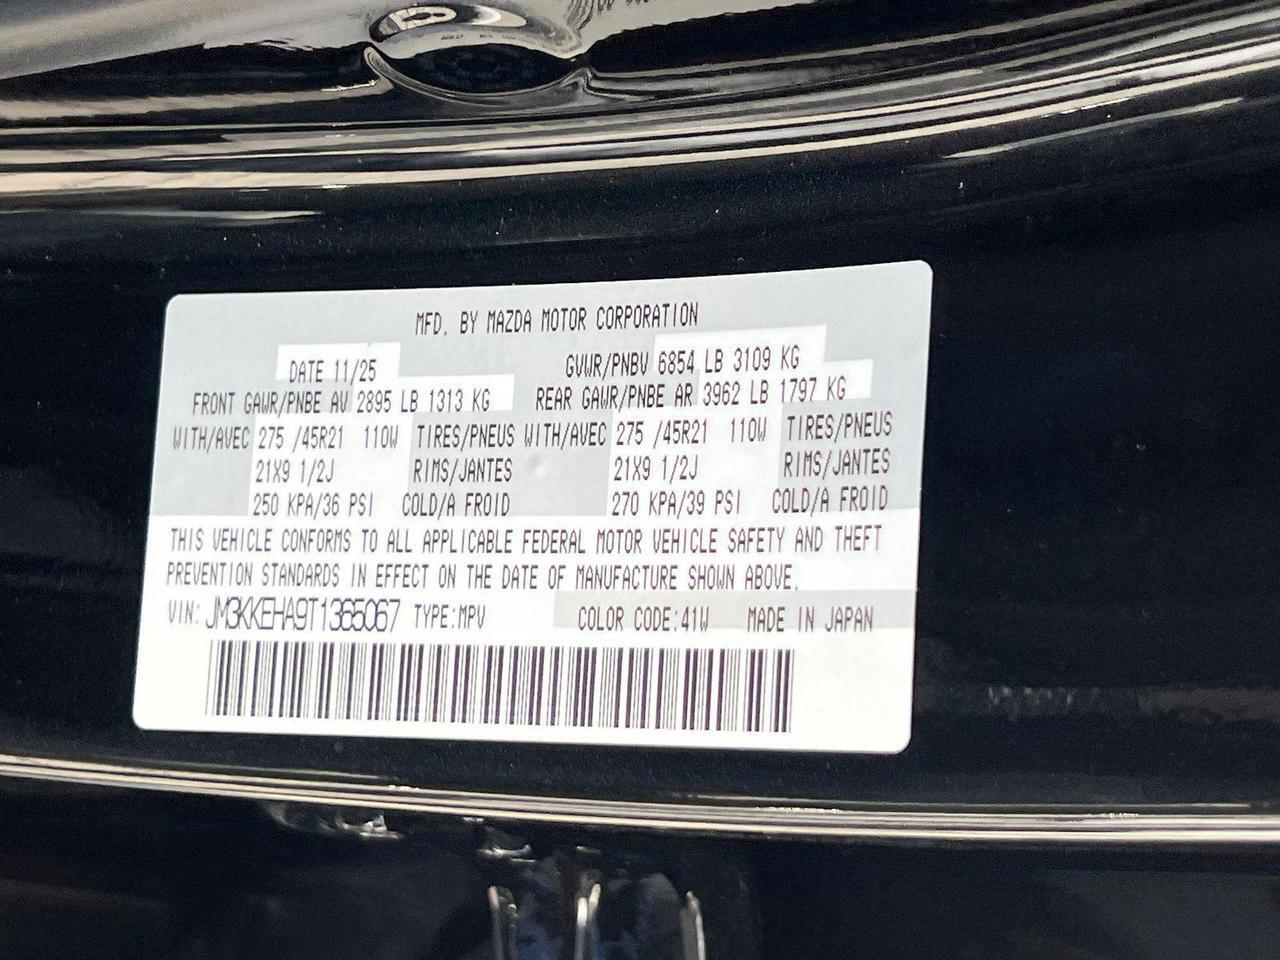 MFD. BY MAZDA MOTOR CORPORATION
DATE 11/25 GVWR/PNBV 6854 LB 3109 KG
FRONT GAWR/PNBE AV 2895 LB 1313 KG REAR GAWR/PNBE AR 3962 LB 1797 KG
WITH/AVEC 275 /45R21 110W TIRES/PNEUS WITH/AVEC 275 /45R21 110W TIRES/PNEUS
21X9 1/2J RIMS/JANTES 21X9 1/2J RIMS/JANTES
250 KPA/36 PSI COLD/A FROID 270 KPA/39 PSI COLD/A FROID
THIS VEHICLE CONFORMS TO ALL APPLICABLE FEDERAL MOTOR VEHICLE SAFETY AND THEFT
PREVENTION STANDARDS IN EFFECT ON THE DATE OF MANUFACTURE SHOWN ABOVE.
VIN: JM3KKEHA9T1365067 TYPE:MPV COLOR CODE:41W MADE IN JAPAN